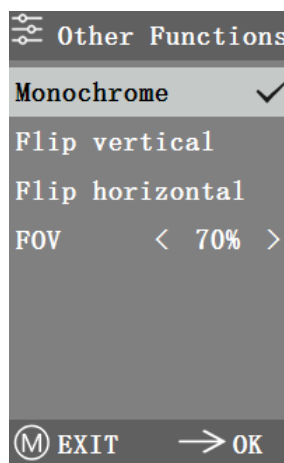 Other Functions
Monochrome
Flip vertical
Flip horizontal
FOV < 70% >
M EXIT → OK